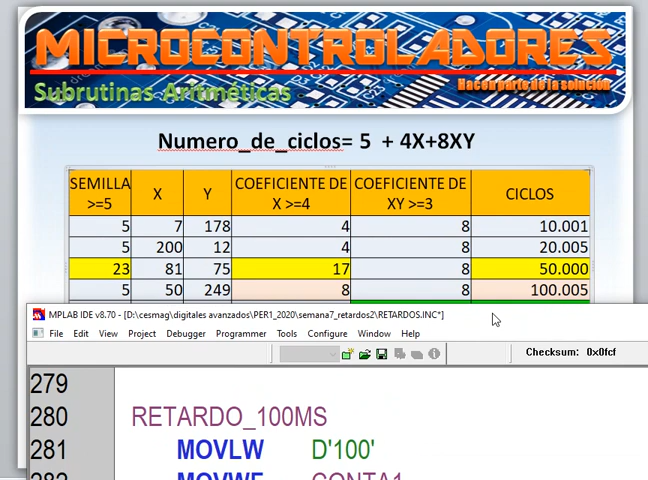 MICROCONTROLADORES
Hacen parte de la solución
Subrutinas Aritméticas
Numero_de_ciclos= 5 + 4X+8XY
SEMILLA >=5 X Y COEFICIENTE DE X >=4 COEFICIENTE DE XY >=3 CICLOS
5 7 178 4 8 10.001
5 200 12 4 8 20.005
23 81 75 17 8 50.000
5 50 249 8 8 100.005
MPLAB IDE v8.70 - [D:\cesmag\digitales avanzados\PER1_2020\semana7_retardos2\RETARDOS.INC*]
File Edit View Project Debugger Programmer Tools Configure Window Help
Checksum: 0x0fcf
279
280 RETARDO_100MS
281 MOVLW D'100'
282 MOVWF CONTA1